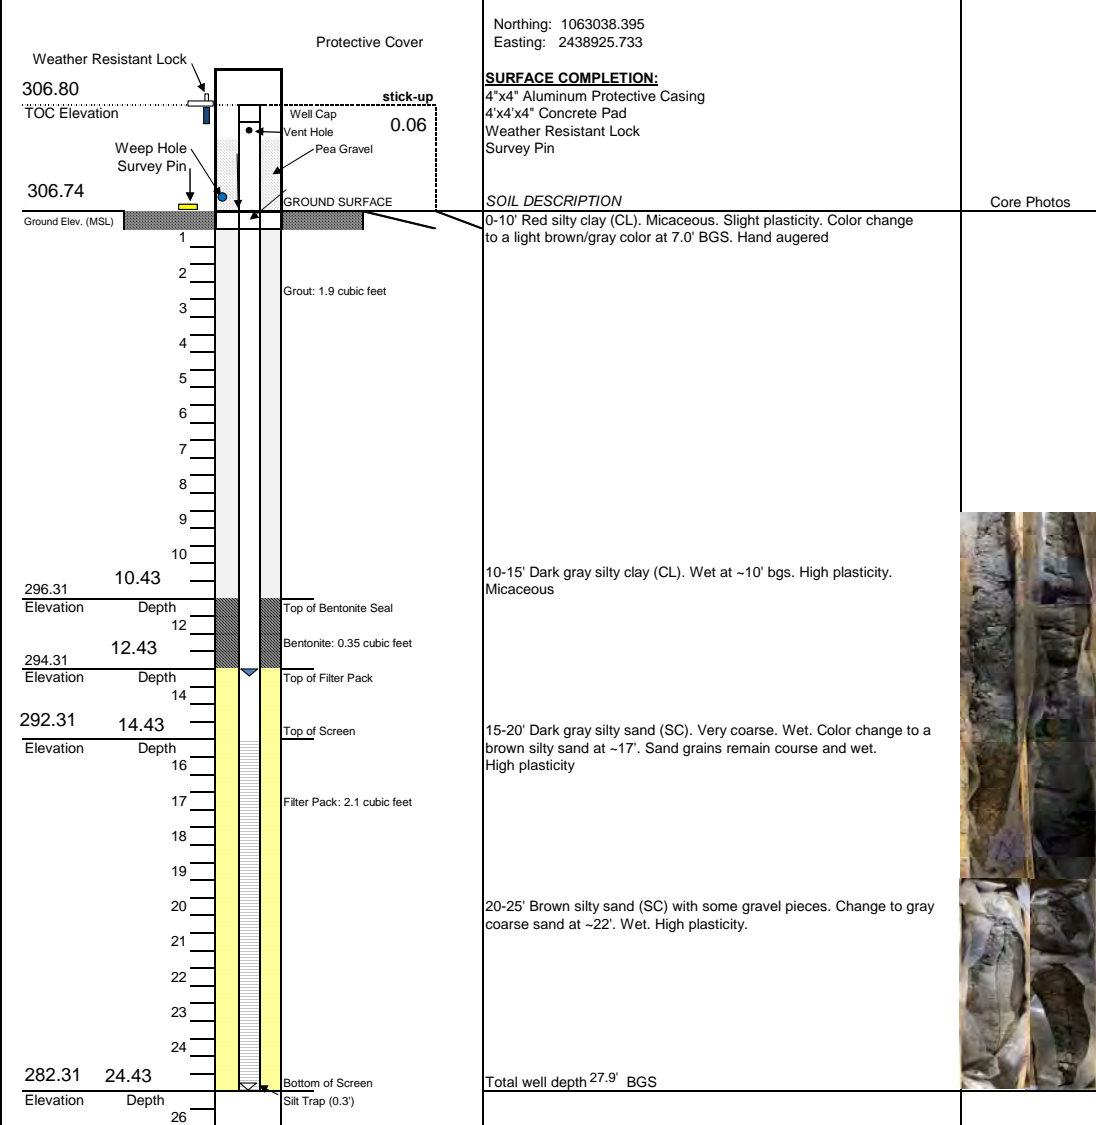 Northing: 1063038.395
Easting: 2438925.733
Protective Cover
Weather Resistant Lock
SURFACE COMPLETION:
306.80
stick-up
4"x4" Aluminum Protective Casing
TOC Elevation
Well Cap
0.06
4'x4'x4" Concrete Pad
Vent Hole
Weather Resistant Lock
Weep Hole
Pea Gravel
Survey Pin
Survey Pin
306.74
GROUND SURFACE
SOIL DESCRIPTION
Core Photos
Ground Elev. (MSL)
0-10' Red silty clay (CL). Micaceous. Slight plasticity. Color change
to a light brown/gray color at 7.0' BGS. Hand augered
1
2
Grout: 1.9 cubic feet
3
4
5
6
7
8
9
10
10.43
10-15' Dark gray silty clay (CL). Wet at ~10' bgs. High plasticity.
Micaceous
296.31
Elevation
Depth
Top of Bentonite Seal
12
12.43
Bentonite: 0.35 cubic feet
294.31
Elevation
Depth
Top of Filter Pack
14
292.31
14.43
Top of Screen
15-20' Dark gray silty sand (SC). Very coarse. Wet. Color change to a
brown silty sand at ~17'. Sand grains remain course and wet.
High plasticity
Elevation
Depth
16
17
Filter Pack: 2.1 cubic feet
18
19
20
20-25' Brown silty sand (SC) with some gravel pieces. Change to gray
coarse sand at ~22'. Wet. High plasticity.
21
22
23
24
282.31
24.43
Bottom of Screen
Total well depth 27.9' BGS
Elevation
Depth
Silt Trap (0.3')
26